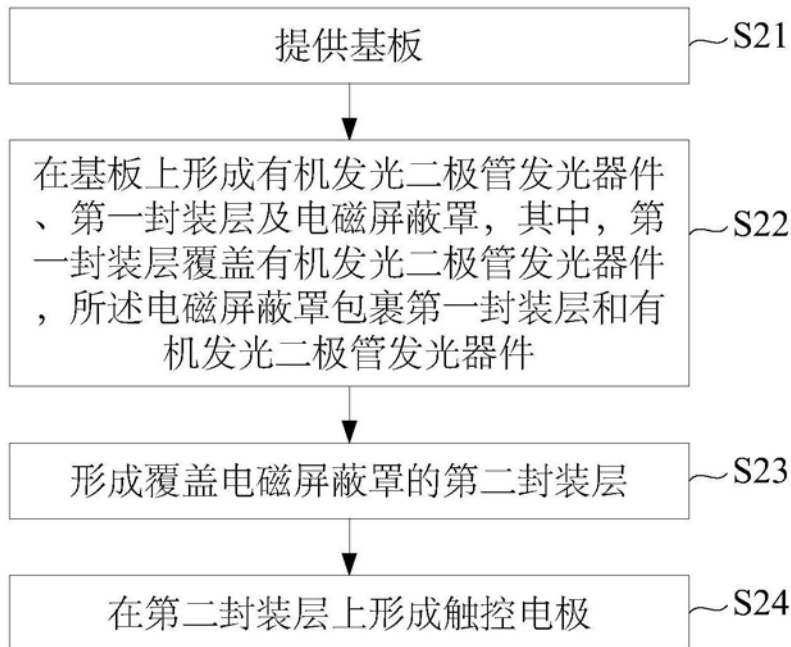 提供基板
S21
在基板上形成有机发光二极管发光器件
、第一封装层及电磁屏蔽罩，其中，第
一封装层覆盖有机发光二极管发光器件
，所述电磁屏蔽罩包裹第一封装层和有
机发光二极管发光器件
S22
形成覆盖电磁屏蔽罩的第二封装层
S23
在第二封装层上形成触控电极
S24